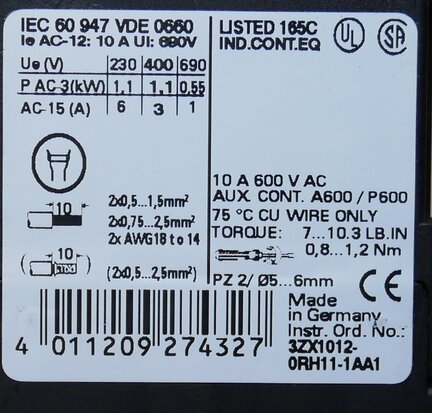 IEC 60 947 VDE 0660
Ie AC-12: 10 A UI: 690V
Ue (V) 230 400 690
P AC-3(kW) 1,1 1,1 0,55
AC-15 (A) 6 3 1
10
2x0,5...1,5mm²
2x0,75...2,5mm²
2x AWG18 to 14
( 10 ) (2x0,5...2,5mm²)
4 011209 274327
LISTED 165C
IND.CONT.EQ
UL
SA
10 A 600 V AC
AUX. CONT. A600 / P600
75 °C CU WIRE ONLY
TORQUE: 7...10.3 LB.IN
0,8...1,2 Nm
PZ 2/ Ø5...6mm
CE
Made
in Germany
Instr. Ord. No.:
3ZX1012-
0RH11-1AA1